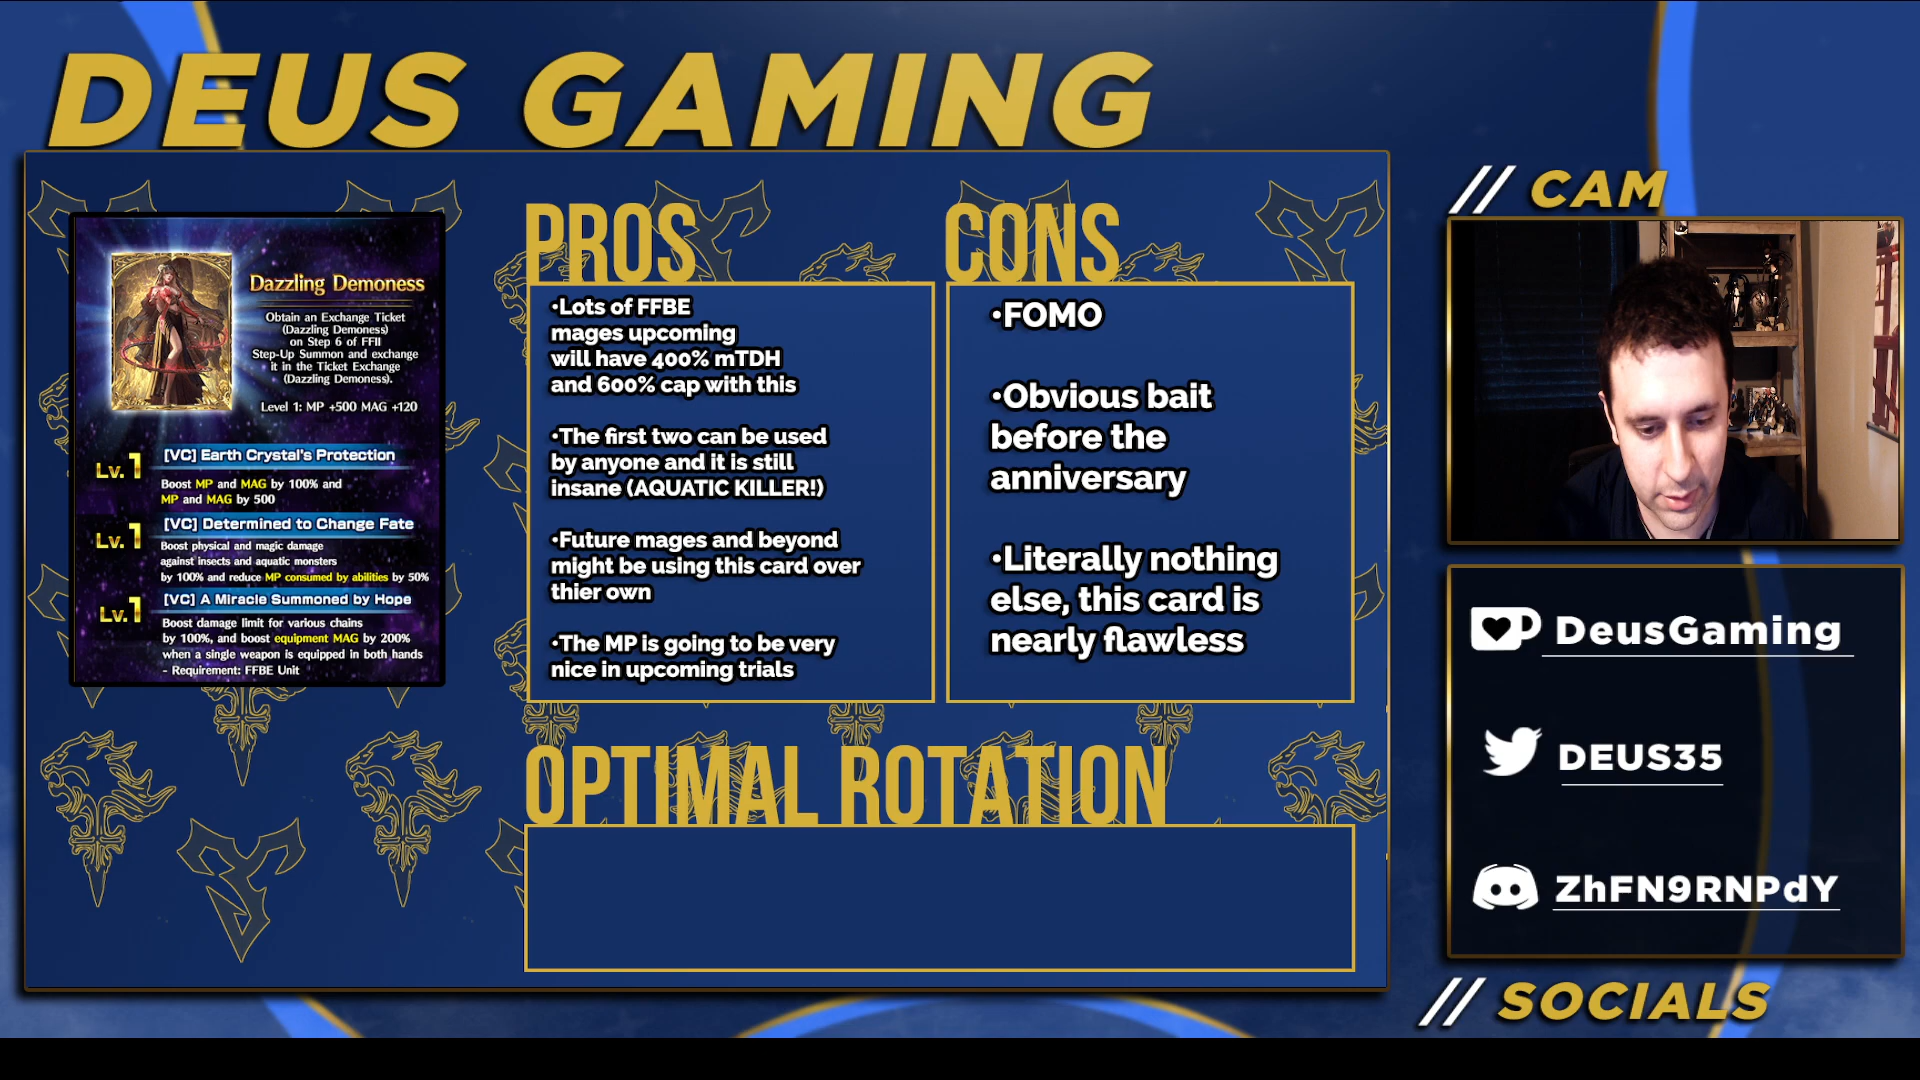 DEUS GAMING
Dazzling Demoness
Obtain an Exchange Ticket
(Dazzling Demoness)
on Step 6 of FFII
Step-Up Summon and exchange
it in the Ticket Exchange
(Dazzling Demoness).
Level 1: MP +500 MAG +120
Lv.1
[VC] Earth Crystal's Protection
Boost MP and MAG by 100% and
MP and MAG by 500
Lv.1
[VC] Determined to Change Fate
Boost physical and magic damage
against insects and aquatic monsters
by 100% and reduce MP consumed by abilities by 50%
Lv.1
[VC] A Miracle Summoned by Hope
Boost damage limit for various chains
by 100%, and boost equipment MAG by 200%
when a single weapon is equipped in both hands
- Requirement: FFBE Unit
PROS
•Lots of FFBE
mages upcoming
will have 400% mTDH
and 600% cap with this
•The first two can be used
by anyone and it is still
insane (AQUATIC KILLER!)
•Future mages and beyond
might be using this card over
thier own
•The MP is going to be very
nice in upcoming trials
CONS
•FOMO
•Obvious bait
before the
anniversary
•Literally nothing
else, this card is
nearly flawless
OPTIMAL ROTATION
// CAM
DeusGaming
DEUS35
ZhFN9RNPdY
// SOCIALS